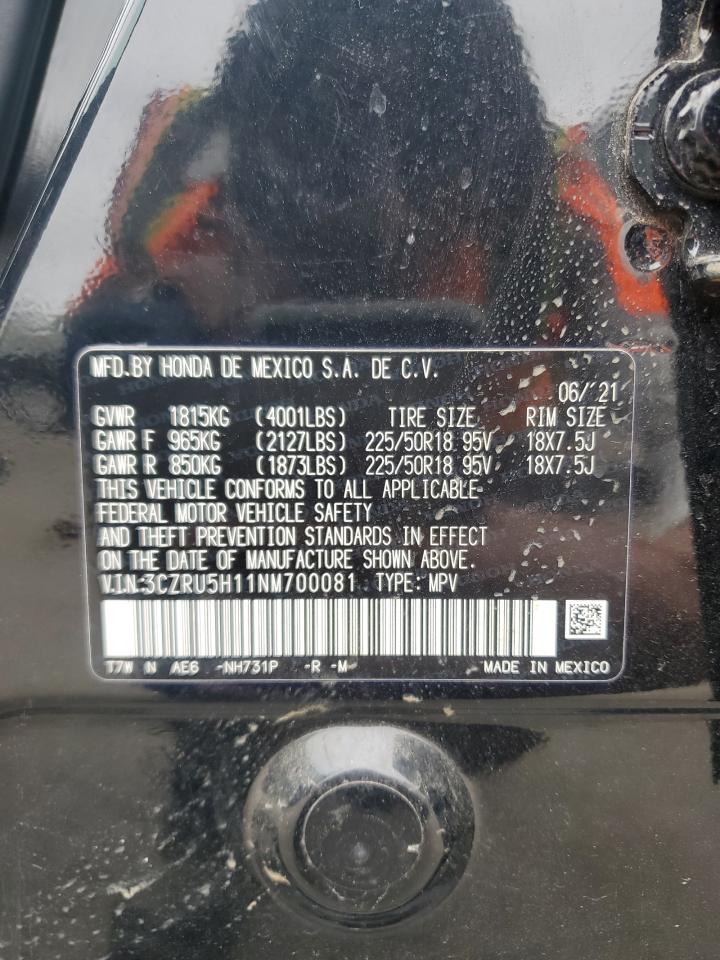 MFD.BY HONDA DE MEXICO S.A. DE C.V.
06/'21
GVWR 1815KG (4001LBS) TIRE SIZE RIM SIZE
GAWR F 965KG (2127LBS) 225/50R18 95V 18X7.5J
GAWR R 850KG (1873LBS) 225/50R18 95V 18X7.5J
THIS VEHICLE CONFORMS TO ALL APPLICABLE
FEDERAL MOTOR VEHICLE SAFETY
AND THEFT PREVENTION STANDARDS IN EFFECT
ON THE DATE OF MANUFACTURE SHOWN ABOVE.
V.I.N:3CZRU5H11NM700081 TYPE: MPV
T7W N AE6 -NH731P -R -M- MADE IN MEXICO